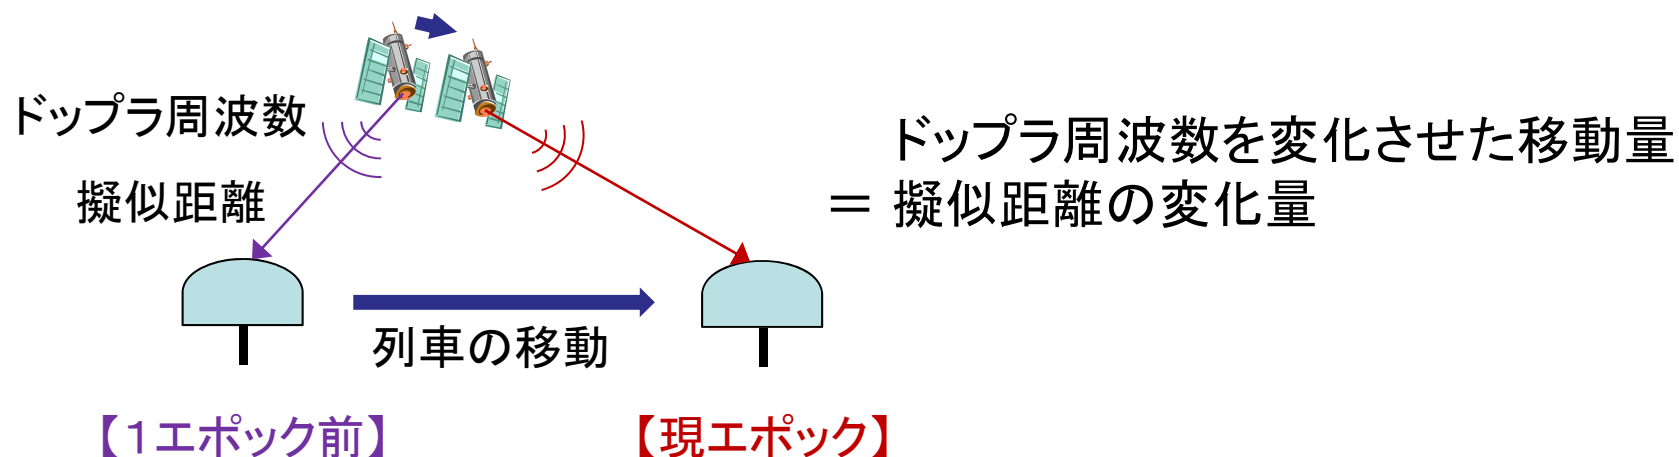 ドップラ周波数
擬似距離
ドップラ周波数を変化させた移動量
＝ 擬似距離の変化量
列車の移動
【１エポック前】
【現エポック】